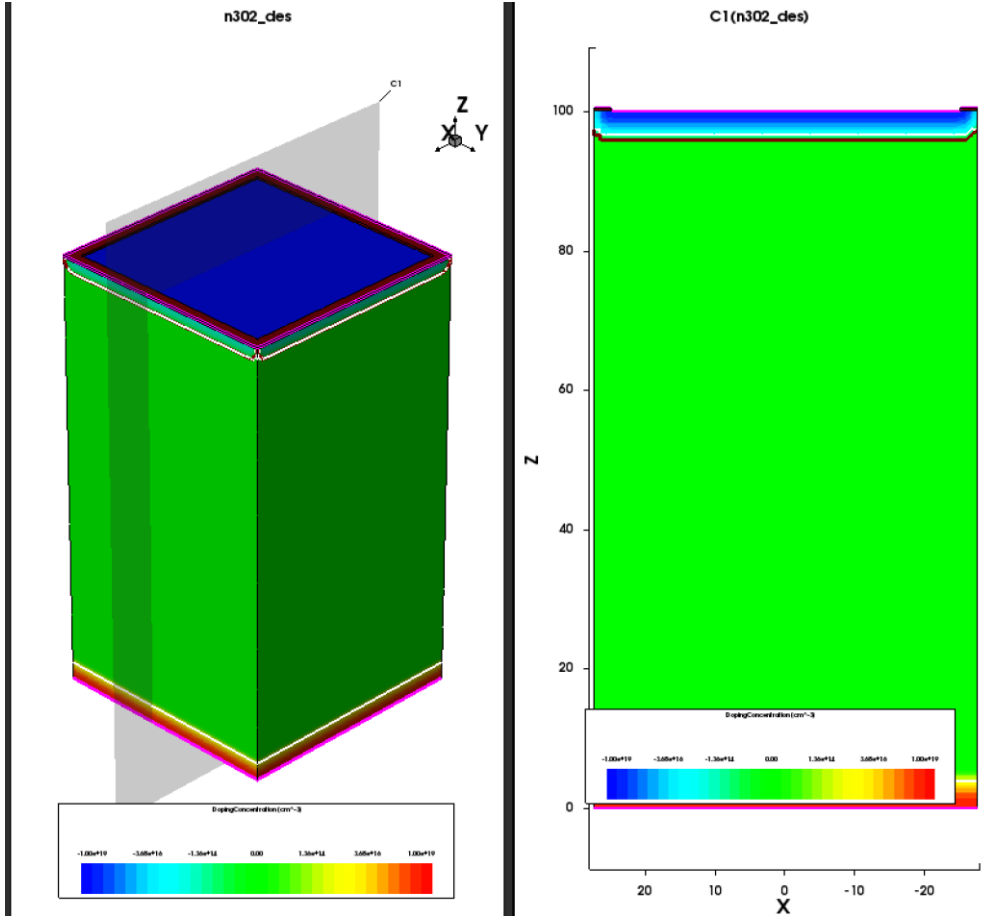 n302_des
C1
Z
X
Y
DopingConcentration (cm^-3)
-1.00e+19 -3.68e+16 -1.36e+14 0.00 1.36e+14 3.68e+16 1.00e+19
C1(n302_des)
100
80
60
40
20
0
Z
DopingConcentration (cm^-3)
-1.00e+19 -3.68e+16 -1.36e+14 0.00 1.36e+14 3.68e+16 1.00e+19
20 10 0 -10 -20
X